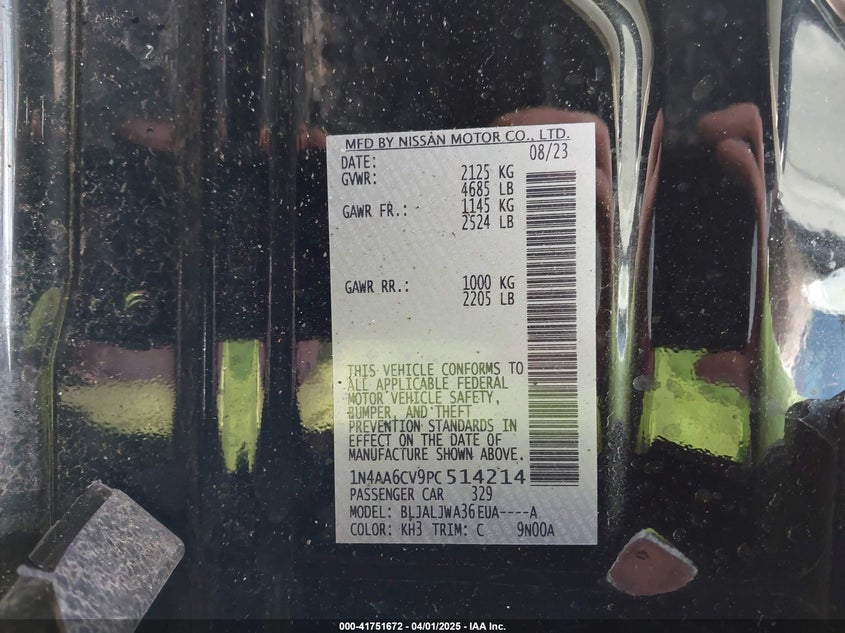 MFD BY NISSAN MOTOR CO., LTD.
DATE: 08/23
GVWR: 2125 KG
4685 LB
GAWR FR.: 1145 KG
2524 LB
GAWR RR.: 1000 KG
2205 LB
THIS VEHICLE CONFORMS TO
ALL APPLICABLE FEDERAL
MOTOR VEHICLE SAFETY,
BUMPER, AND THEFT
PREVENTION STANDARDS IN
EFFECT ON THE DATE OF
MANUFACTURE SHOWN ABOVE.
1N4AA6CV9PC514214
PASSENGER CAR 329
MODEL: BLJALJWA36EUA----A
COLOR: KH3 TRIM: C 9N00A
000-41751672 - 04/01/2025 - IAA Inc.